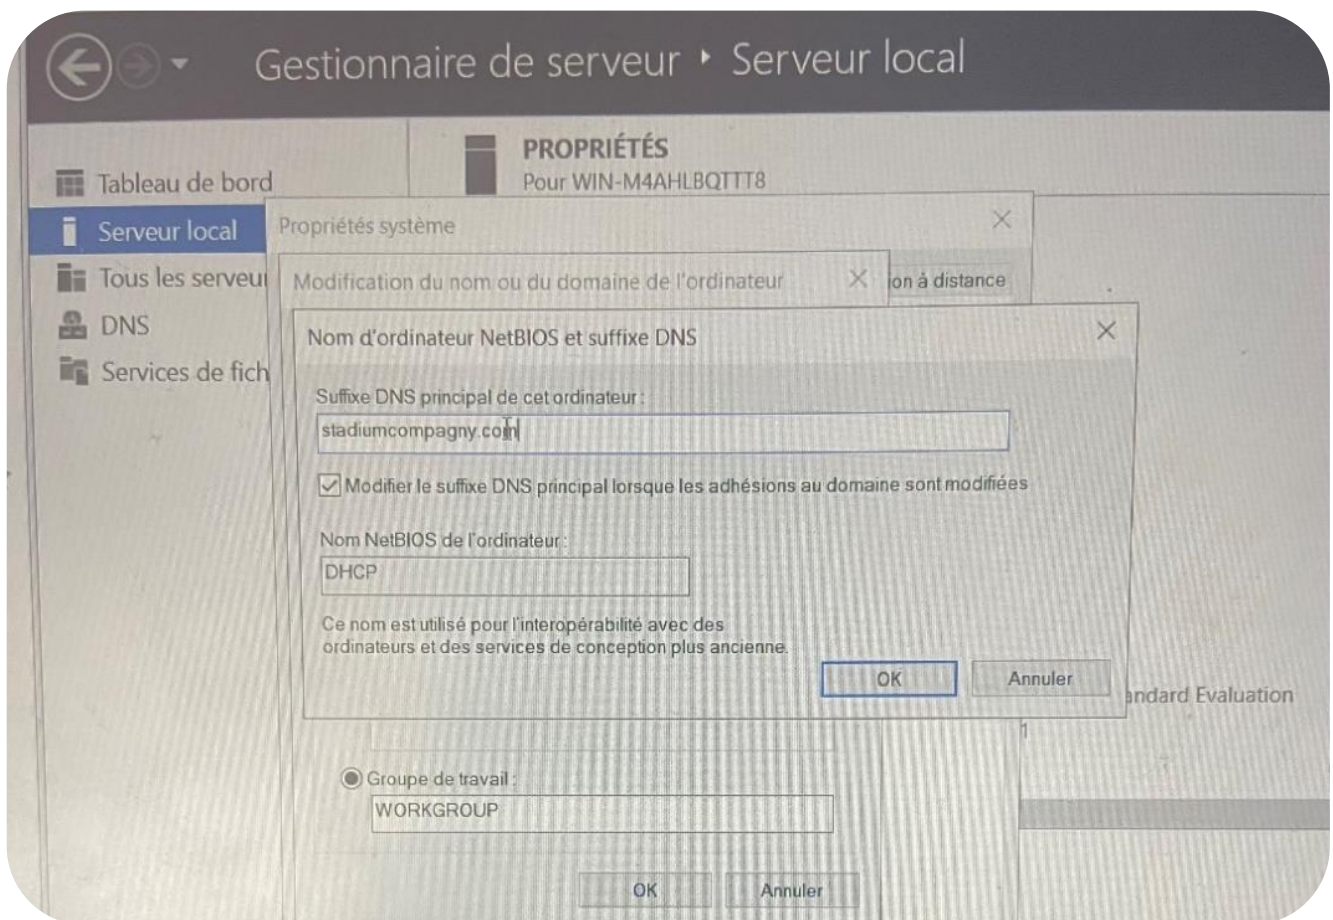 Gestionnaire de serveur ‣ Serveur local
PROPRIÉTÉS
Pour WIN-M4AHLBQTTT8
Tableau de bord
Serveur local
Tous les serveu
DNS
Services de fich
Propriétés système
Modification du nom ou du domaine de l'ordinateur
ion à distance
Nom d'ordinateur NetBIOS et suffixe DNS
Suffixe DNS principal de cet ordinateur :
stadiumcompagny.com
Modifier le suffixe DNS principal lorsque les adhésions au domaine sont modifiées
Nom NetBIOS de l'ordinateur :
DHCP
Ce nom est utilisé pour l'interopérabilité avec des
ordinateurs et des services de conception plus ancienne.
OK Annuler
andard Evaluation
Groupe de travail :
WORKGROUP
OK Annuler